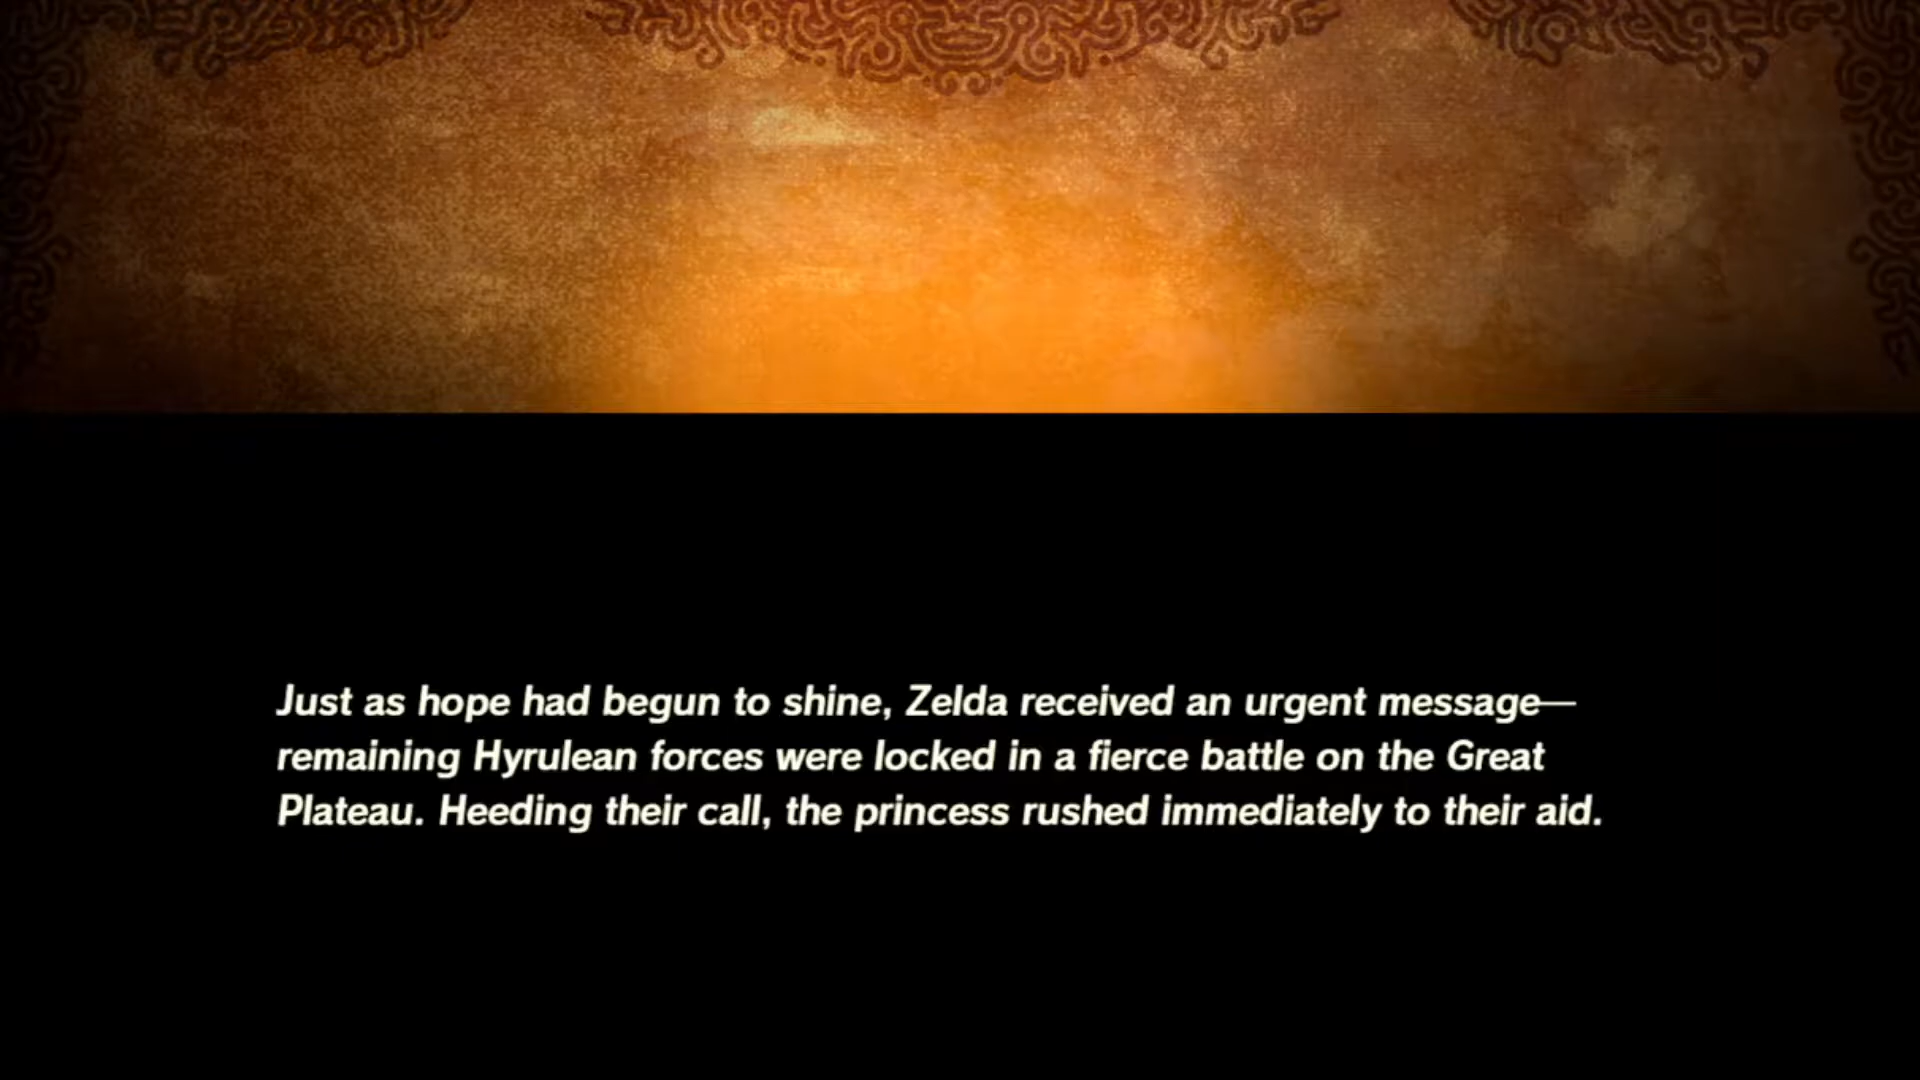 Just as hope had begun to shine, Zelda received an urgent message—
remaining Hyrulean forces were locked in a fierce battle on the Great
Plateau. Heeding their call, the princess rushed immediately to their aid.